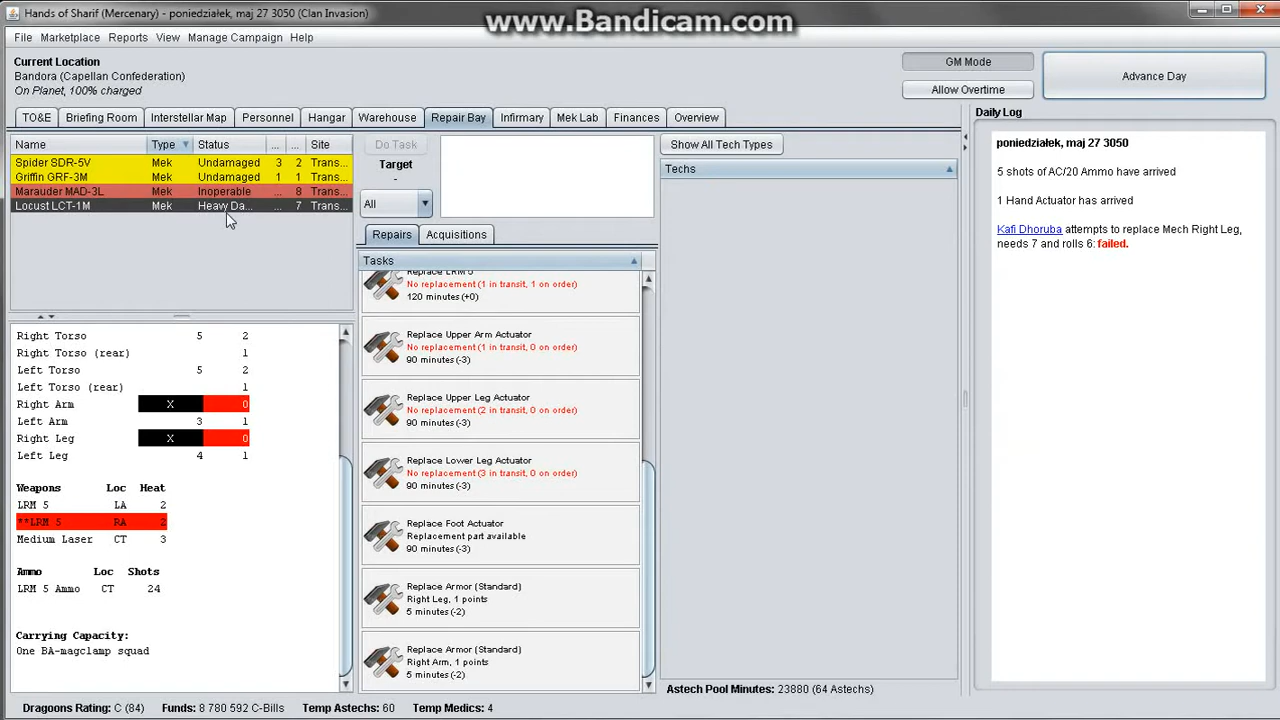 Hands of Sharif (Mercenary) - poniedziałek, maj 27 3050 (Clan Invasion)
www.Bandicam.com
File Marketplace Reports View Manage Campaign Help
Current Location
Bandora (Capellan Confederation)
On Planet, 100% charged
GM Mode
Allow Overtime
Advance Day
TO&E Briefing Room Interstellar Map Personnel Hangar Warehouse Repair Bay Infirmary Mek Lab Finances Overview
Name Type Status ... ... Site
Spider SDR-5V Mek Undamaged 3 2 Trans...
Griffin GRF-3M Mek Undamaged 1 1 Trans...
Marauder MAD-3L Mek Inoperable ... 8 Trans...
Locust LCT-1M Mek Heavy Da... ... 7 Trans...
Do Task
Target
-
All
Show All Tech Types
Techs
Repairs Acquisitions
Tasks
Replace LRM 5
No replacement (1 in transit, 1 on order)
120 minutes (+0)
Replace Upper Arm Actuator
No replacement (1 in transit, 0 on order)
90 minutes (-3)
Replace Upper Leg Actuator
No replacement (2 in transit, 0 on order)
90 minutes (-3)
Replace Lower Leg Actuator
No replacement (3 in transit, 0 on order)
90 minutes (-3)
Replace Foot Actuator
Replacement part available
90 minutes (-3)
Replace Armor (Standard)
Right Leg, 1 points
5 minutes (-2)
Replace Armor (Standard)
Right Arm, 1 points
5 minutes (-2)
Right Torso 5 2
Right Torso (rear) 1
Left Torso 5 2
Left Torso (rear) 1
Right Arm X 0
Left Arm 3 1
Right Leg X 0
Left Leg 4 1
Weapons Loc Heat
LRM 5 LA 2
**LRM 5 RA 2
Medium Laser CT 3
Ammo Loc Shots
LRM 5 Ammo CT 24
Carrying Capacity:
One BA-magclamp squad
Astech Pool Minutes: 23880 (64 Astechs)
Daily Log
poniedziałek, maj 27 3050
5 shots of AC/20 Ammo have arrived
1 Hand Actuator has arrived
Kafi Dhoruba attempts to replace Mech Right Leg,
needs 7 and rolls 6: failed.
Dragoons Rating: C (84) Funds: 8 780 592 C-Bills Temp Astechs: 60 Temp Medics: 4